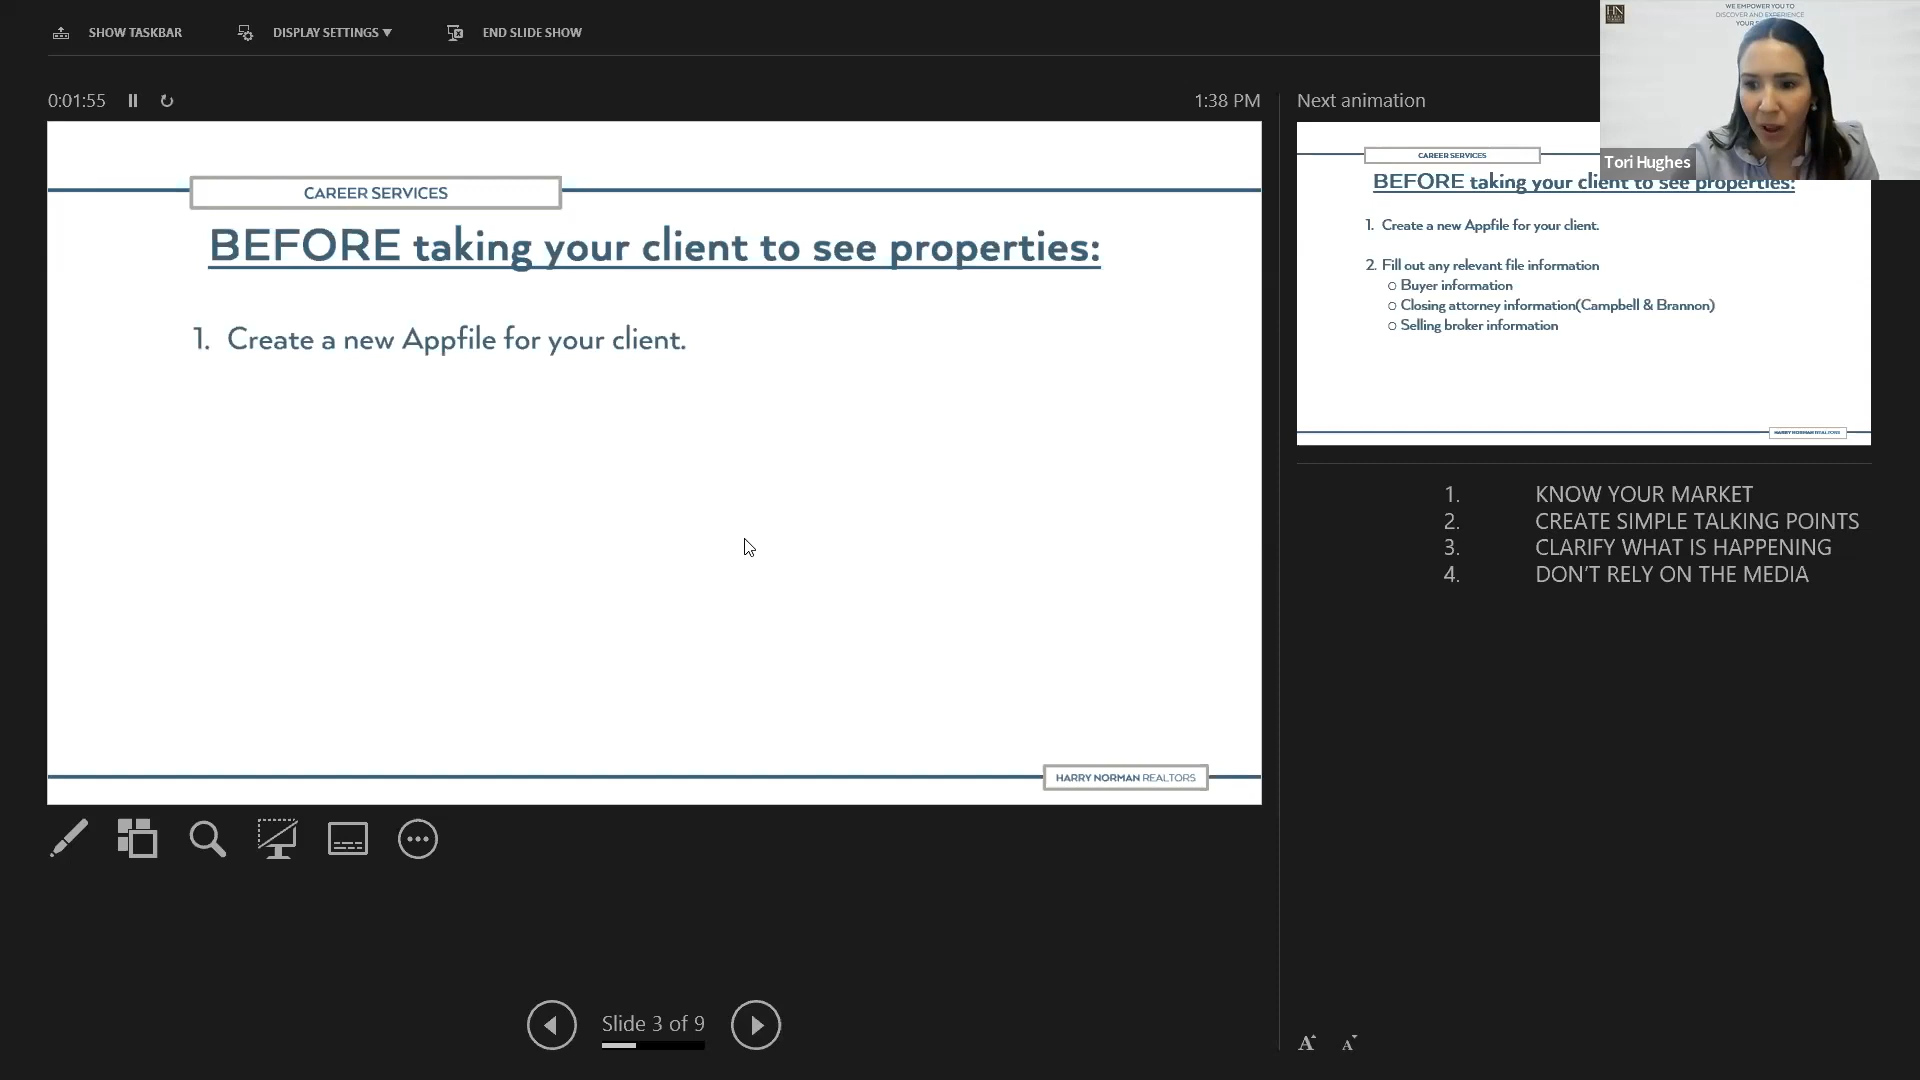 SHOW TASKBAR
DISPLAY SETTINGS ▼
END SLIDE SHOW
0:01:55
1:38 PM
CAREER SERVICES
BEFORE taking your client to see properties:
1. Create a new Appfile for your client.
HARRY NORMAN REALTORS
Slide 3 of 9
Next animation
HN
WE EMPOWER YOU TO
DISCOVER AND EXPERIENCE
YOUR
Tori Hughes
CAREER SERVICES
BEFORE taking your client to see properties:
1. Create a new Appfile for your client.
2. Fill out any relevant file information
○ Buyer information
○ Closing attorney information(Campbell & Brannon)
○ Selling broker information
HARRY NORMAN REALTORS
1. KNOW YOUR MARKET
2. CREATE SIMPLE TALKING POINTS
3. CLARIFY WHAT IS HAPPENING
4. DON'T RELY ON THE MEDIA
A A